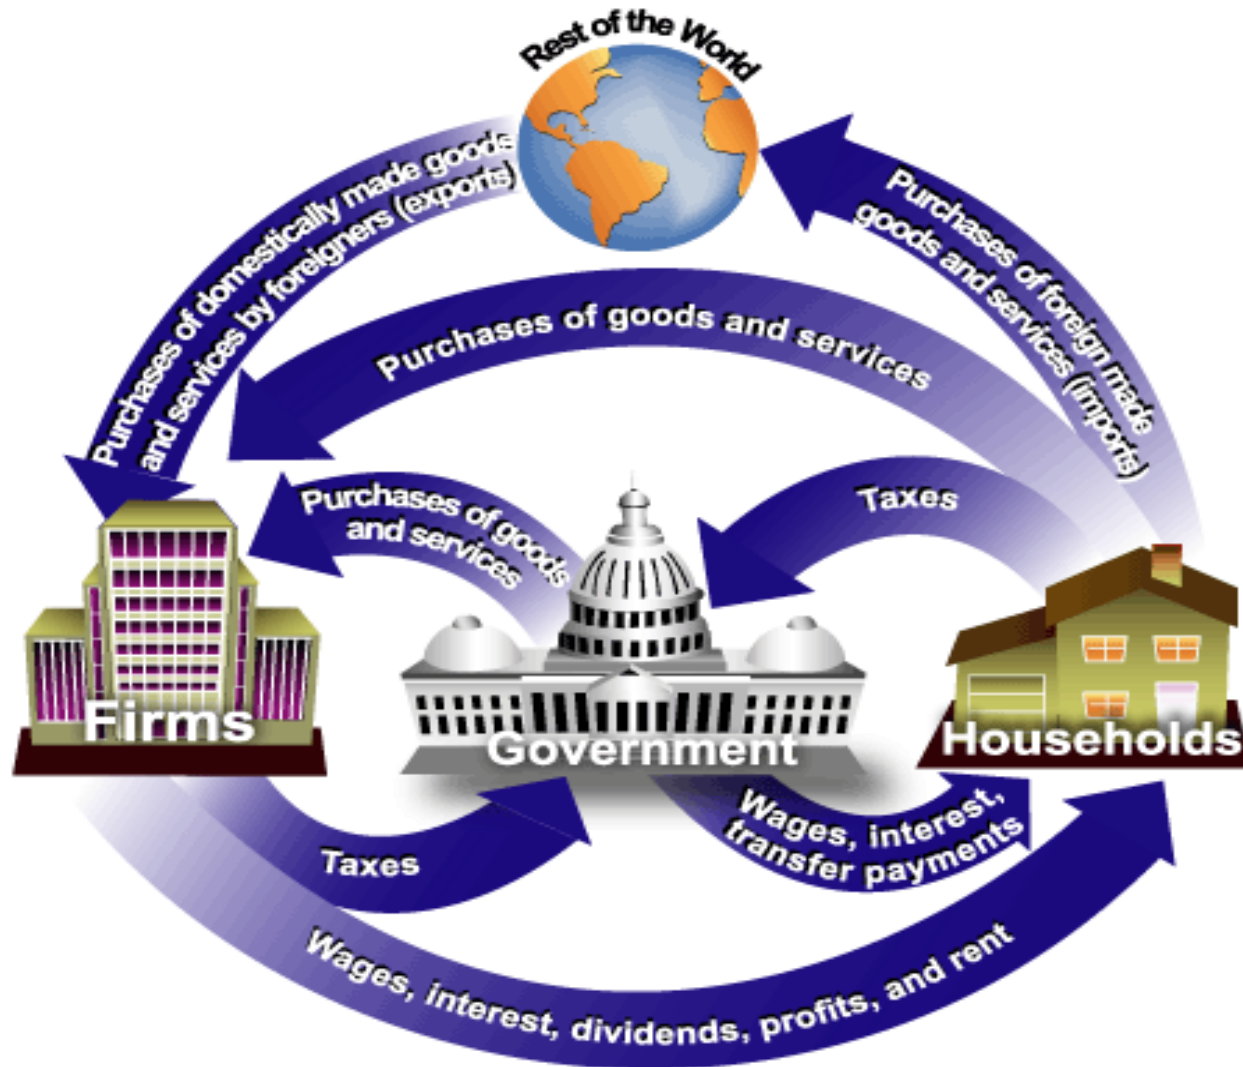 Rest of the World
Purchases of domestically made goods
and services by foreigners (exports)
Purchases of foreign made
goods and services (imports)
Purchases of goods and services
Purchases of goods
and services
Taxes
Firms
Government
Households
Taxes
Wages, interest,
transfer payments
Wages, interest, dividends, profits, and rent